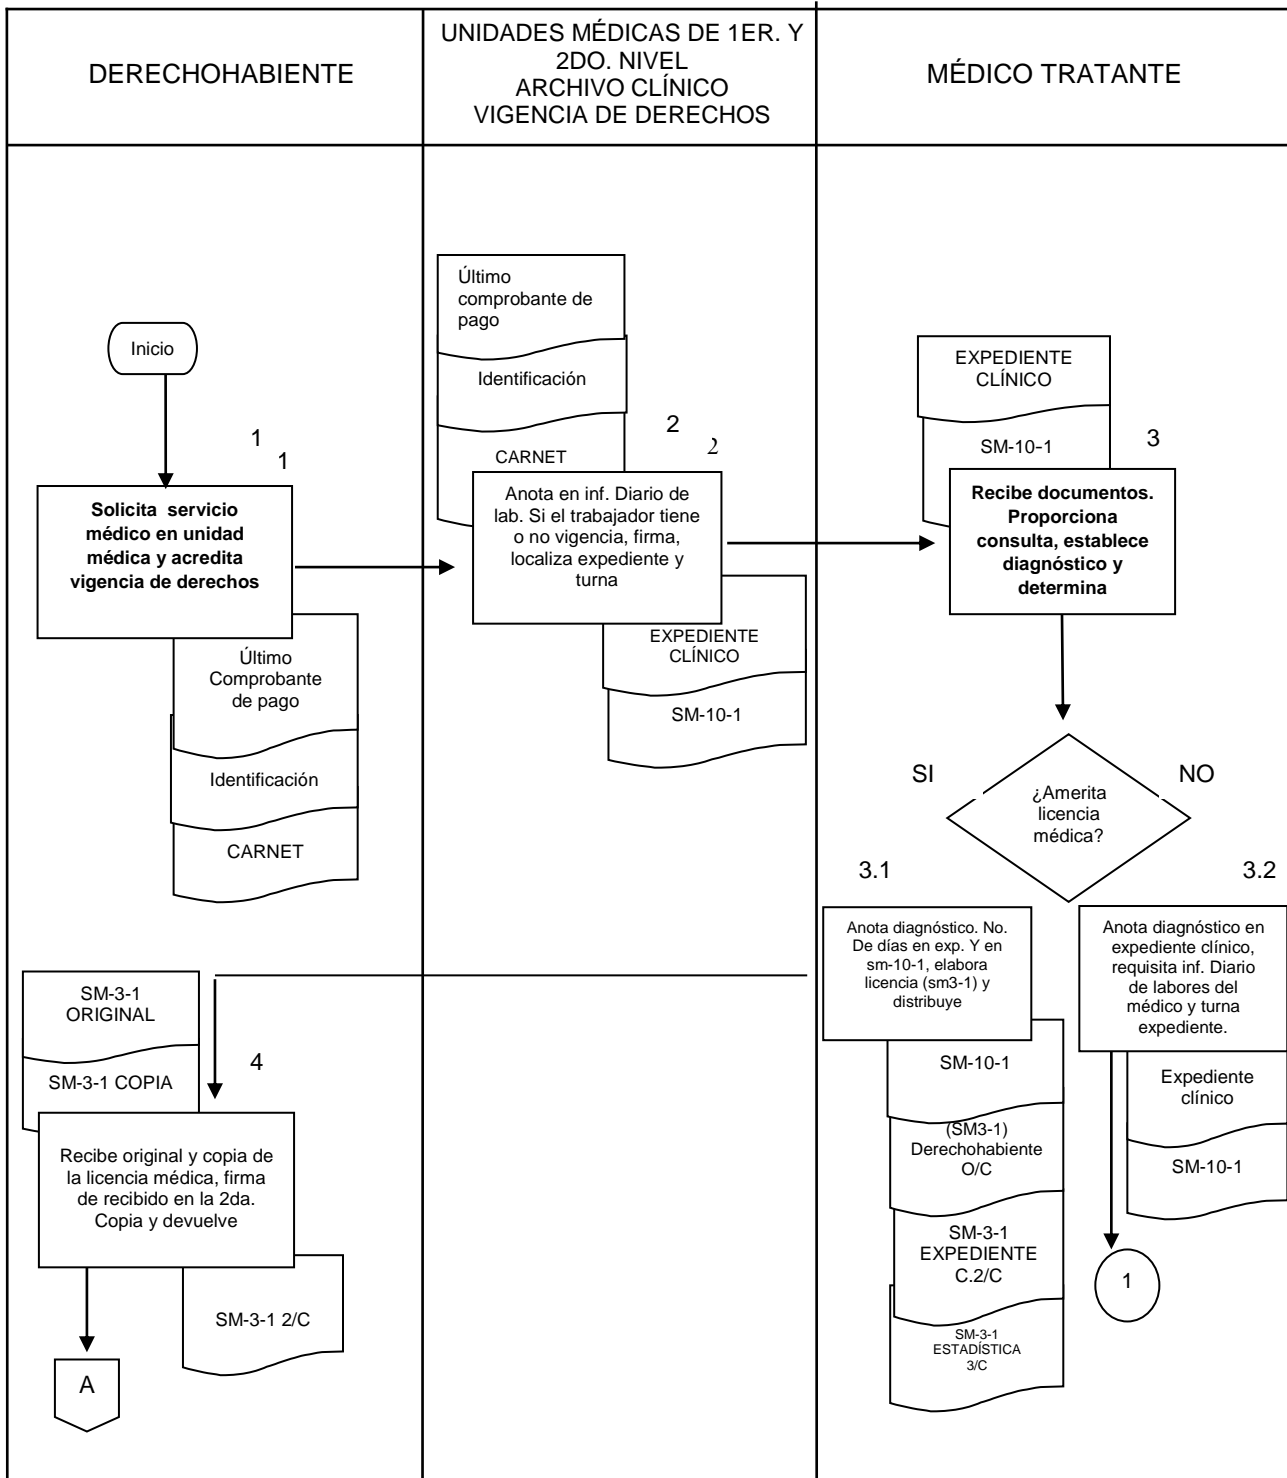 DERECHOHABIENTE
UNIDADES MÉDICAS DE 1ER. Y
2DO. NIVEL
ARCHIVO CLÍNICO
VIGENCIA DE DERECHOS
MÉDICO TRATANTE
Inicio
1
1
Solicita servicio
médico en unidad
médica y acredita
vigencia de derechos
Último
Comprobante
de pago
Identificación
CARNET
Último
comprobante de
pago
Identificación
CARNET
2
2
Anota en inf. Diario de
lab. Si el trabajador tiene
o no vigencia, firma,
localiza expediente y
turna
EXPEDIENTE
CLÍNICO
SM-10-1
EXPEDIENTE
CLÍNICO
SM-10-1
3
Recibe documentos.
Proporciona
consulta, establece
diagnóstico y
determina
SI
NO
¿Amerita
licencia
médica?
3.1
3.2
Anota diagnóstico. No.
De días en exp. Y en
sm-10-1, elabora
licencia (sm3-1) y
distribuye
SM-10-1
(SM3-1)
Derechohabiente
O/C
SM-3-1
EXPEDIENTE
C.2/C
SM-3-1
ESTADÍSTICA
3/C
Anota diagnóstico en
expediente clínico,
requisita inf. Diario
de labores del
médico y turna
expediente.
Expediente
clínico
SM-10-1
1
SM-3-1
ORIGINAL
SM-3-1 COPIA
4
Recibe original y copia de
la licencia médica, firma
de recibido en la 2da.
Copia y devuelve
SM-3-1 2/C
A